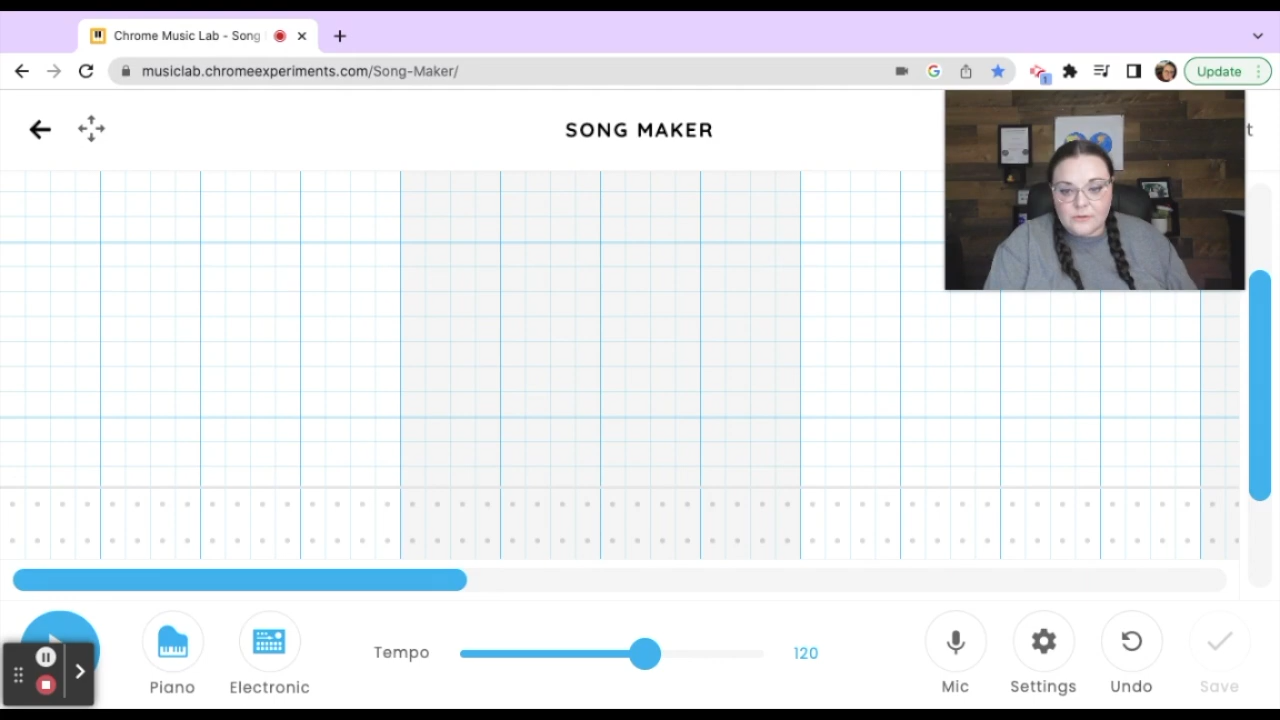 Chrome Music Lab - Song
musiclab.chromeexperiments.com/Song-Maker/
1
Update
SONG MAKER
t
Tempo
120
Piano
Electronic
Mic
Settings
Undo
Save